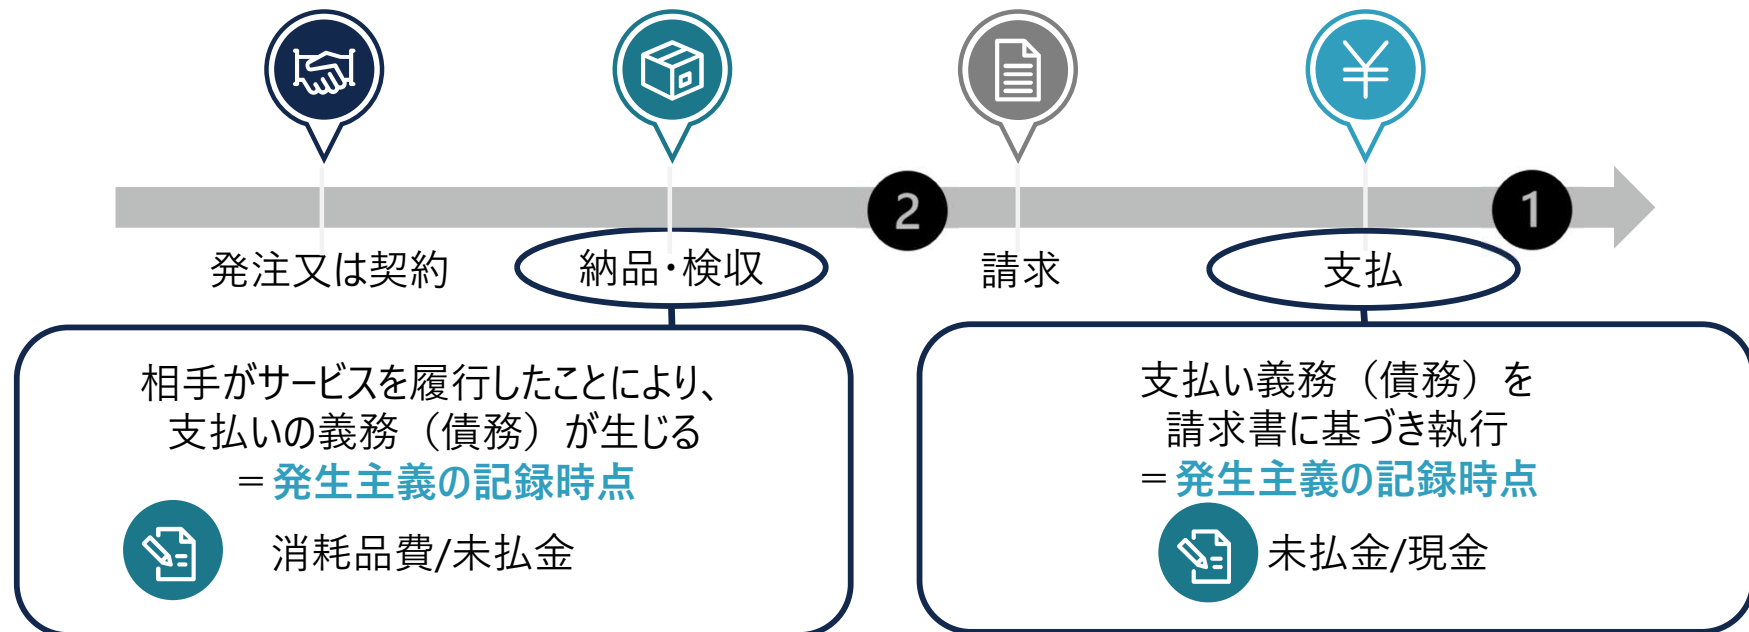 2
1
発注又は契約
納品・検収
請求
支払
相手がサービスを履行したことにより、
支払いの義務（債務）が生じる
＝発生主義の記録時点
消耗品費/未払金
支払い義務（債務）を
請求書に基づき執行
＝発生主義の記録時点
未払金/現金